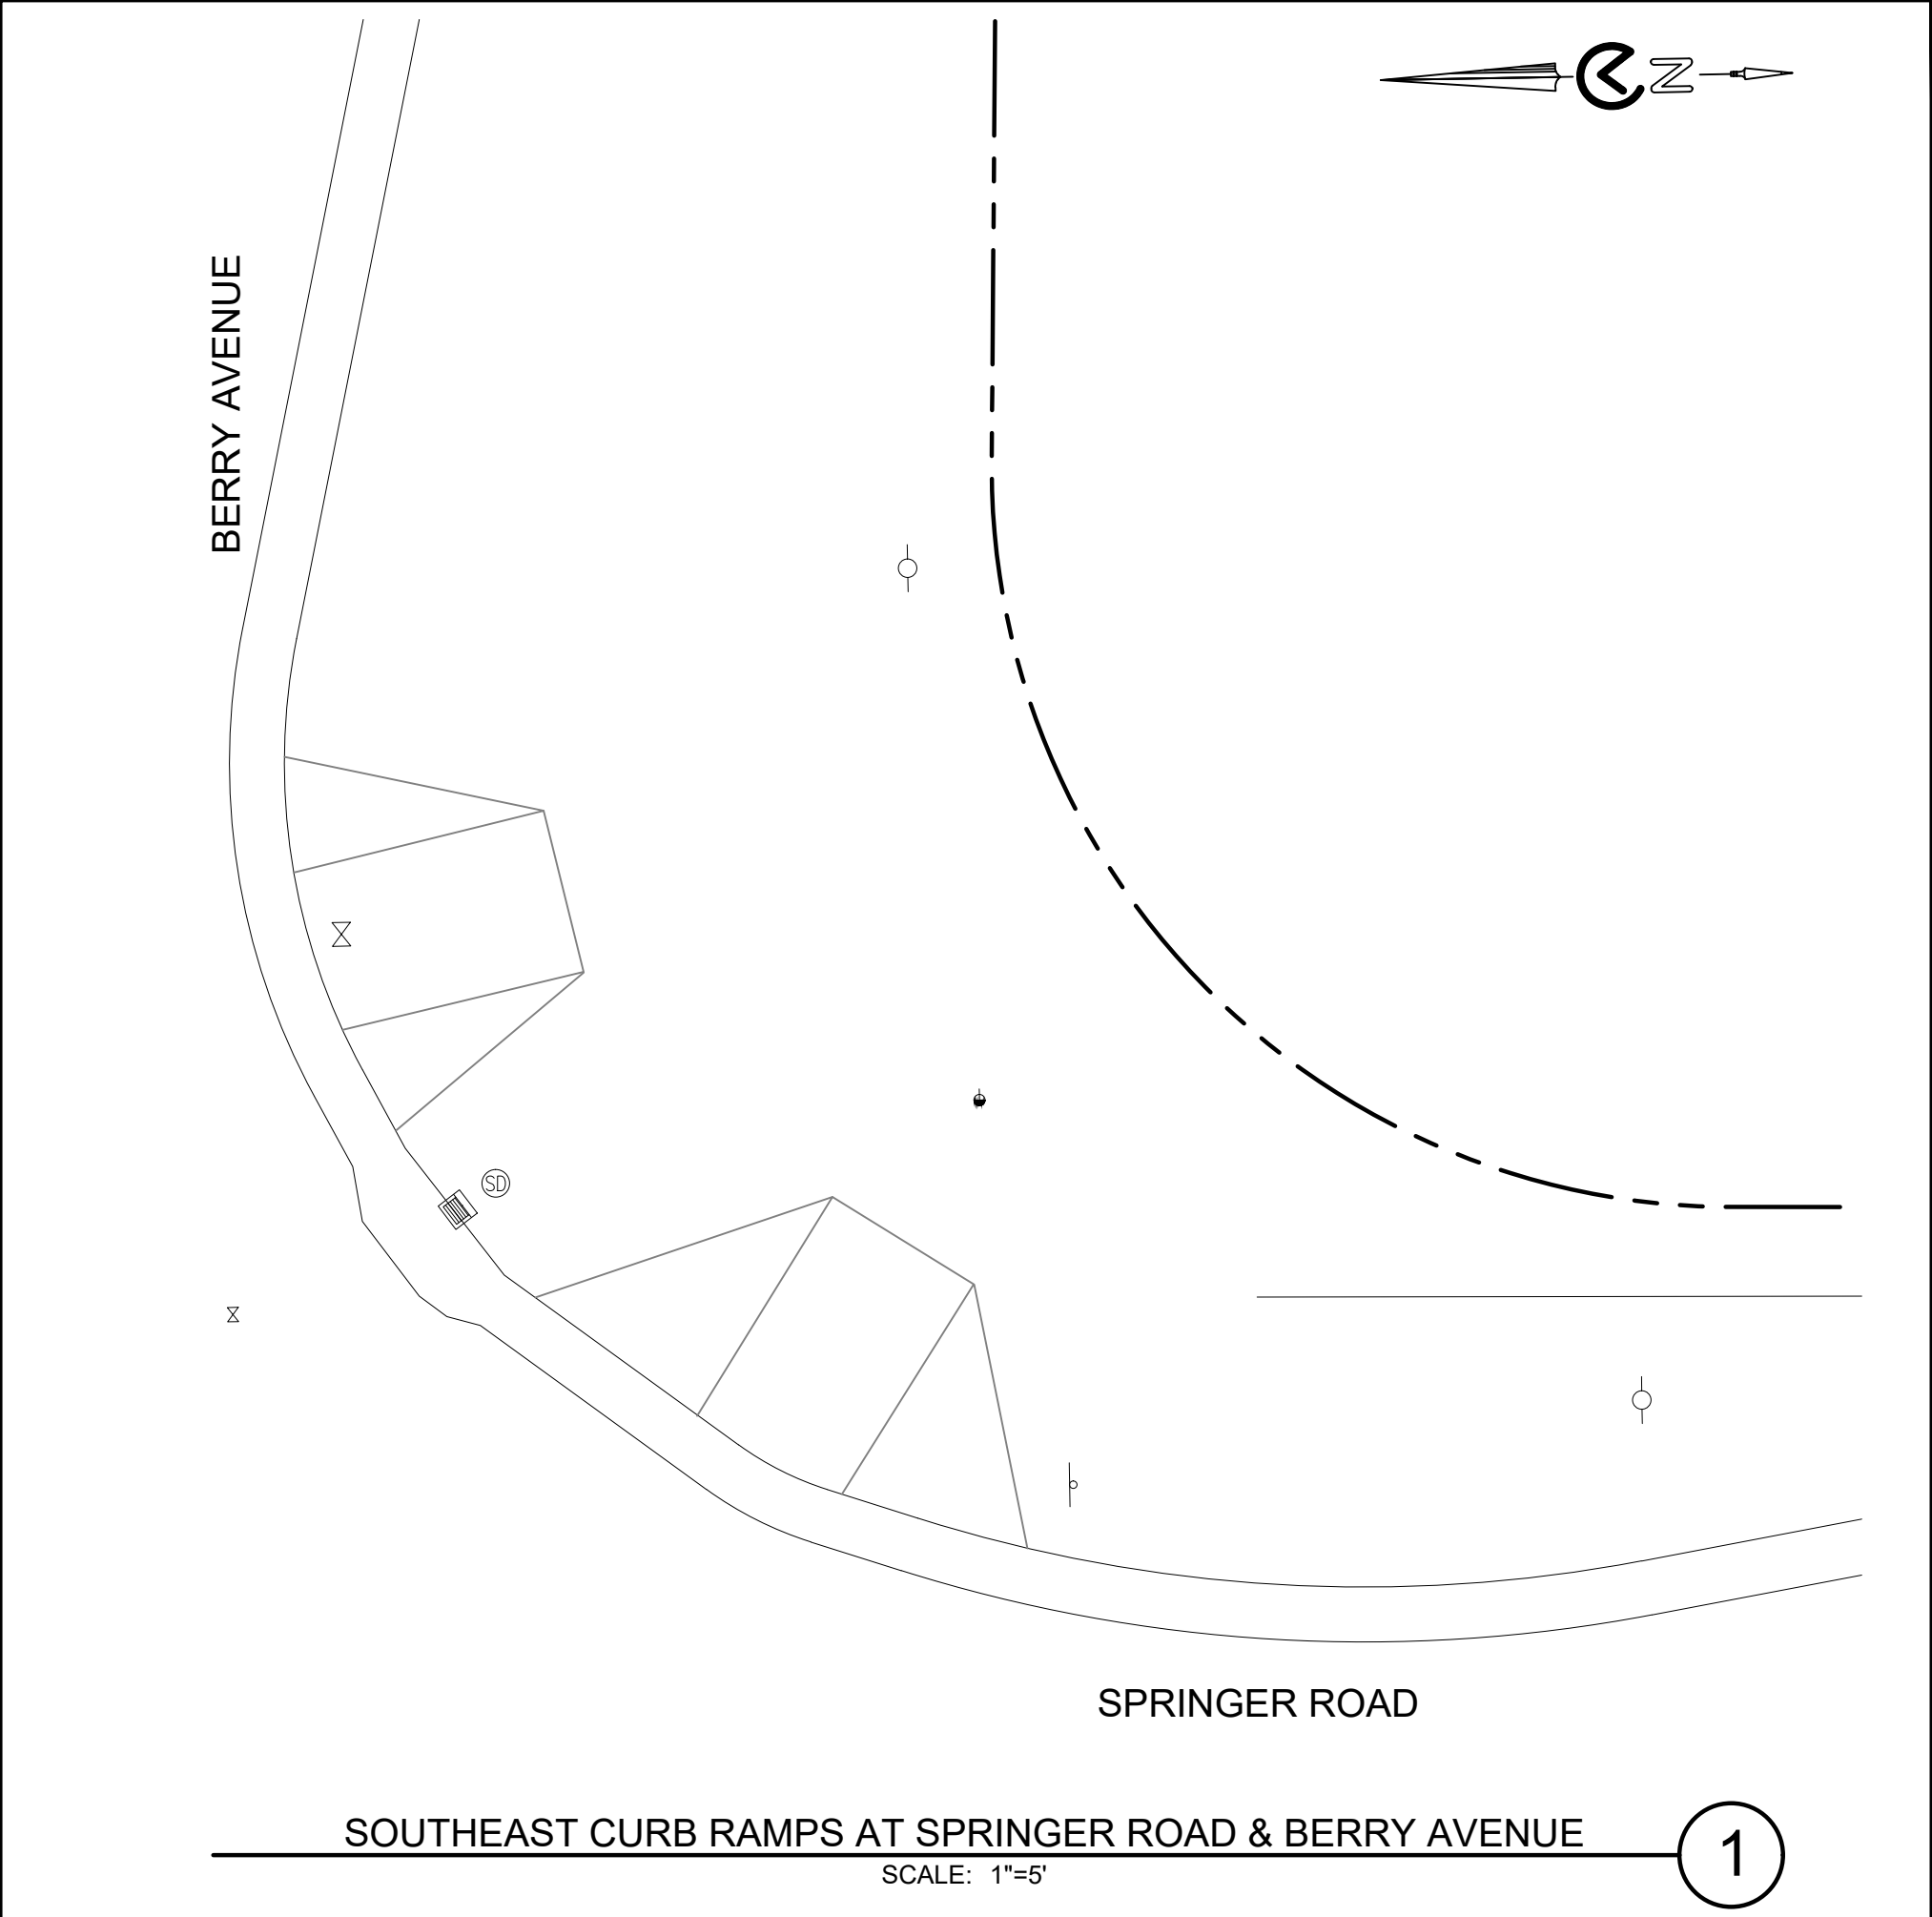 N
BERRY AVENUE
SD
SPRINGER ROAD
SOUTHEAST CURB RAMPS AT SPRINGER ROAD & BERRY AVENUE
1
SCALE: 1"=5'